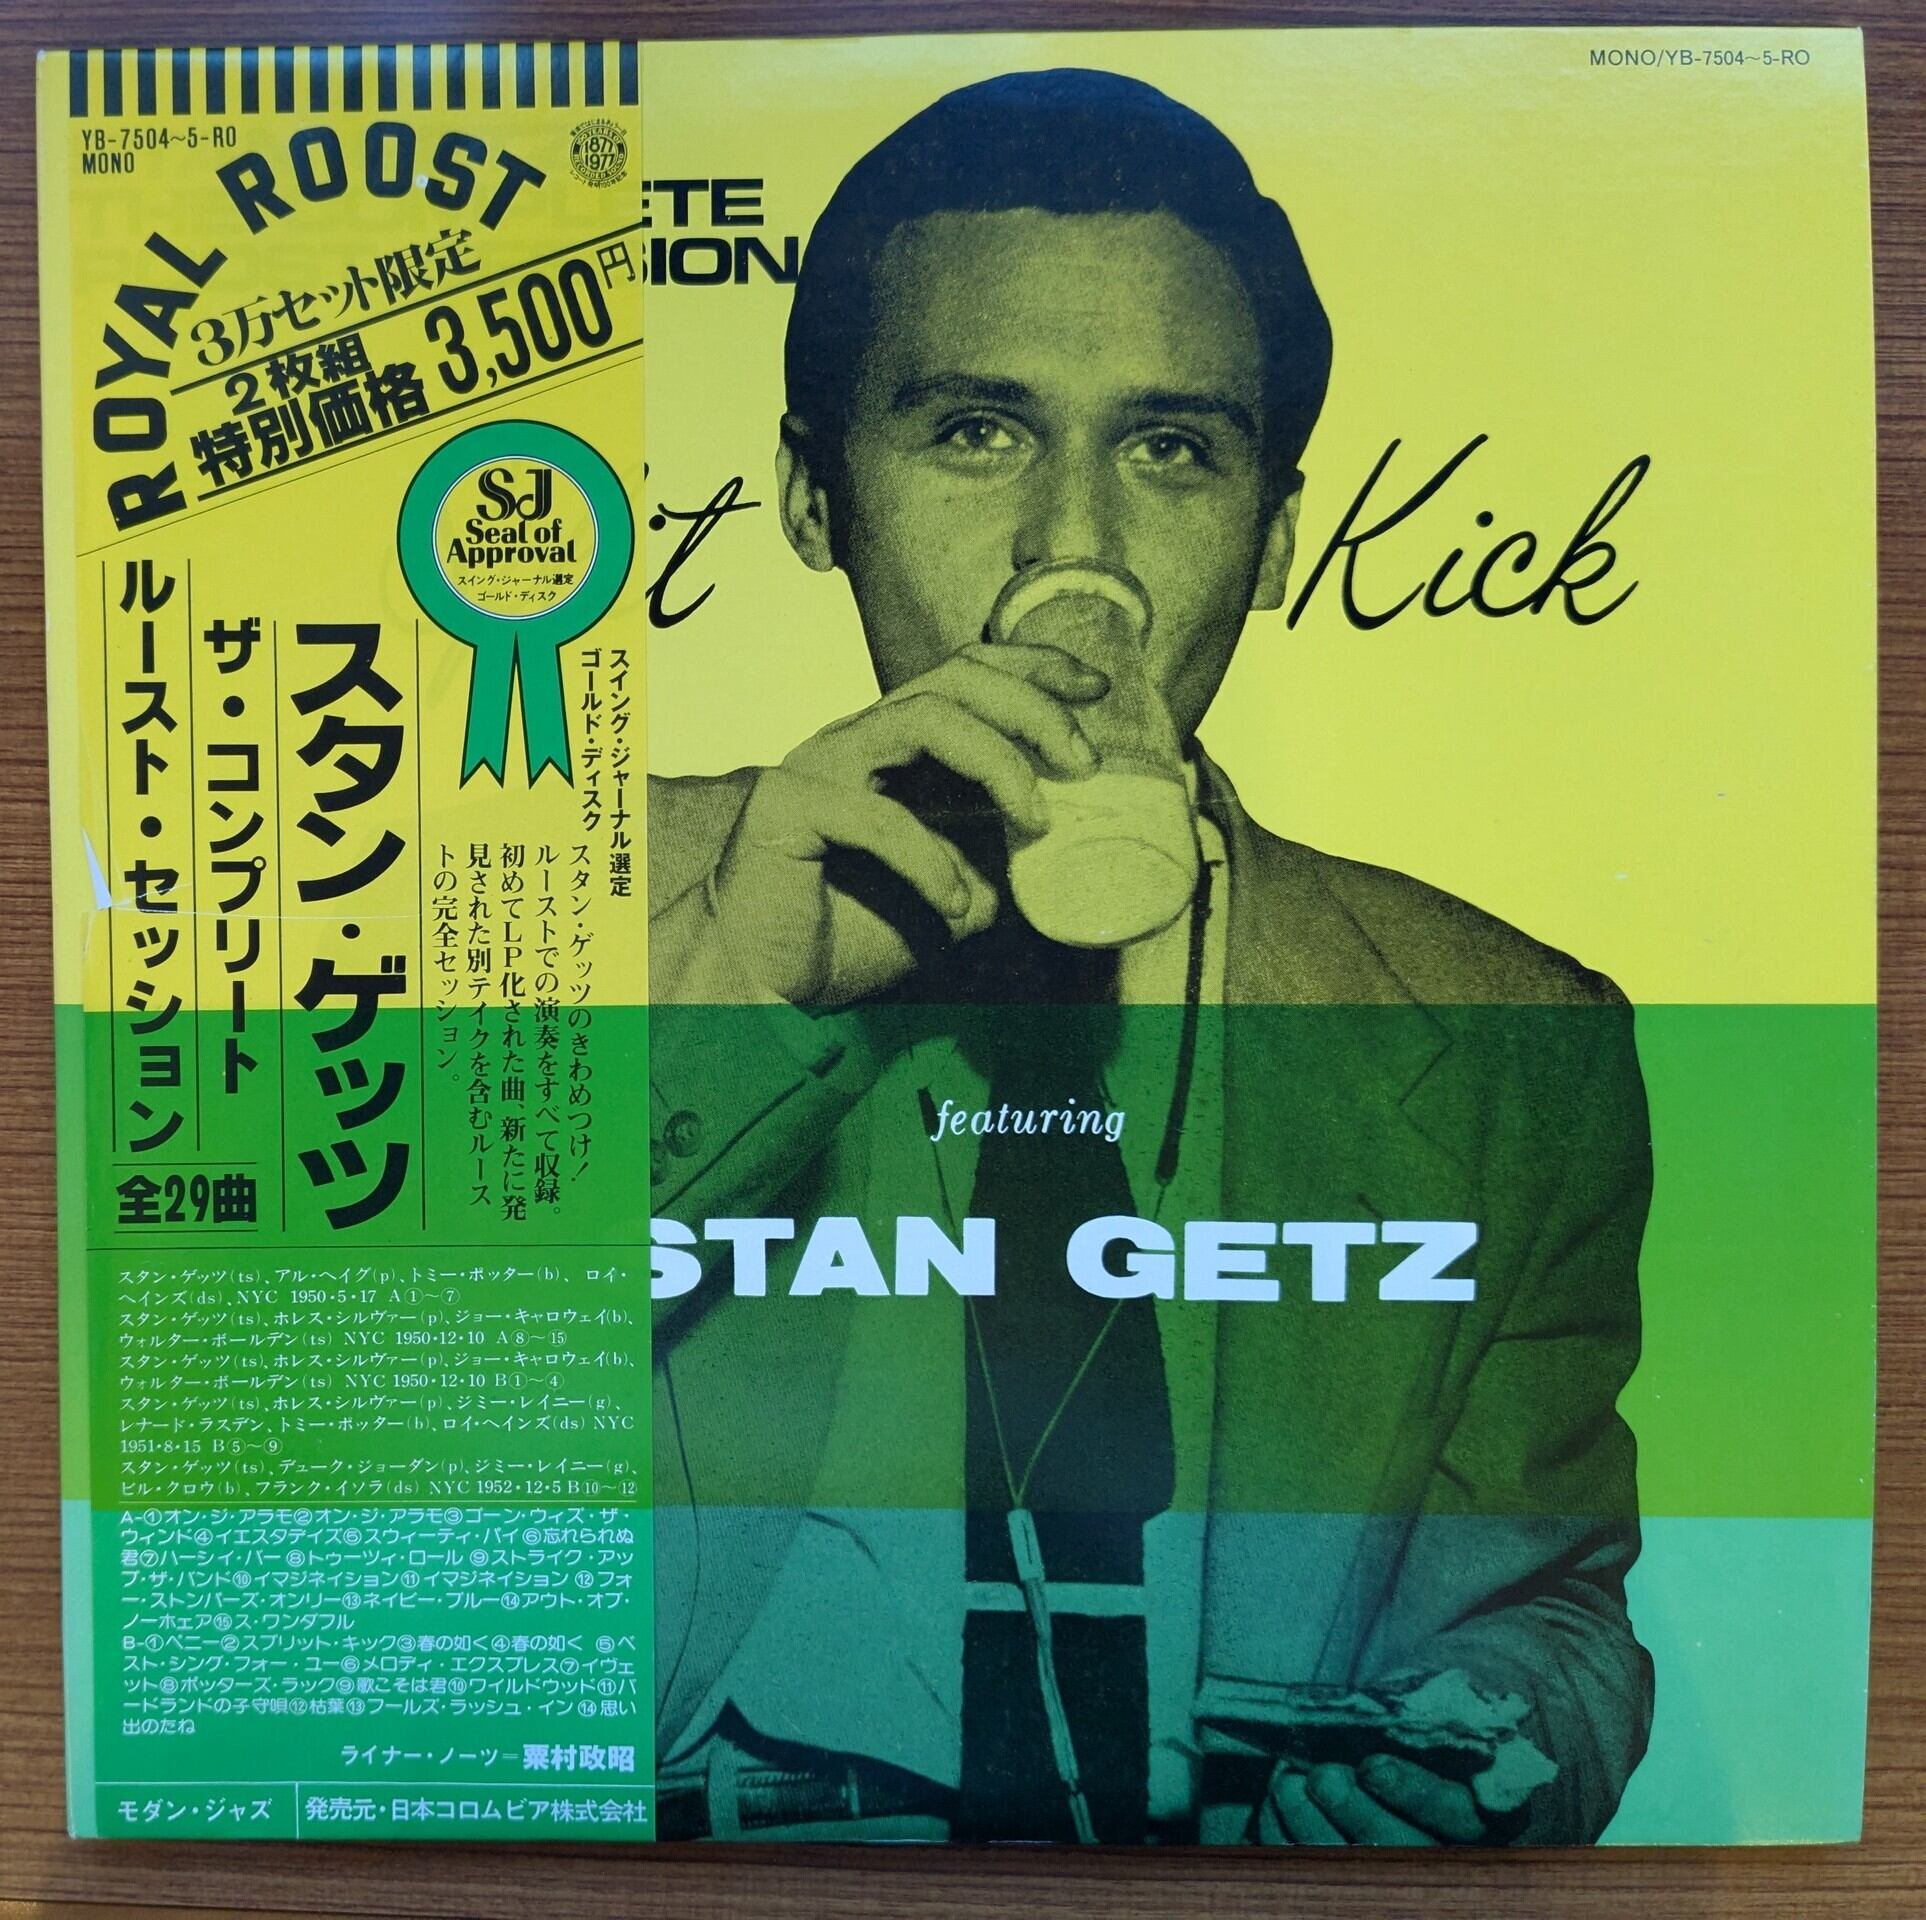 MONO/YB-7504〜5-RO
YB-7504〜5-RO
MONO
ROYAL ROOST
1877
1977
3万セット限定
2枚組
特別価格 3,500円
SJ
Seal of
Approval
スイング・ジャーナル選定
ゴールド・ディスク
スイング・ジャーナル選定
ゴールド・ディスク
スタン・ゲッツのきわめつけ!
ルーストでの演奏をすべて収録。
初めてLP化された曲、新たに発
見された別テイクを含むルース
トの完全セッション。
スタン・ゲッツ
ザ・コンプリート
ルースト・セッション
全29曲
スタン・ゲッツ(ts)、アル・ヘイグ(p)、トミー・ポッター(b)、ロイ・
ヘインズ(ds)、NYC 1950・5・17 A①〜⑦
スタン・ゲッツ(ts)、ホレス・シルヴァー(p)、ジョー・キャロウェイ(b)、
ウォルター・ボールデン(ts) NYC 1950・12・10 A⑧〜⑮
スタン・ゲッツ(ts)、ホレス・シルヴァー(p)、ジョー・キャロウェイ(b)、
ウォルター・ボールデン(ts) NYC 1950・12・10 B①〜④
スタン・ゲッツ(ts)、ホレス・シルヴァー(p)、ジミー・レイニー(g)、
レナード・ラスデン、トミー・ポッター(b)、ロイ・ヘインズ(ds) NYC
1951・8・15 B⑤〜⑨
スタン・ゲッツ(ts)、デューク・ジョーダン(p)、ジミー・レイニー(g)、
ビル・クロウ(b)、フランク・イソラ(ds) NYC 1952・12・5 B⑩〜⑫
A-①オン・ジ・アラモ②オン・ジ・アラモ③ゴーン・ウィズ・ザ・
ウィンド④イエスタデイズ⑤スウィーティ・パイ⑥忘れられぬ
君⑦ハーシィ・バー⑧トゥーツィ・ロール⑨ストライク・アッ
プ・ザ・バンド⑩イマジネイション⑪イマジネイション⑫フォ
ー・ストンパーズ・オンリー⑬ネイビー・ブルー⑭アウト・オブ・
ノーホェア⑮ス・ワンダフル
B-①ペニー②スプリット・キック③春の如く④春の如く ⑤ベ
スト・シング・フォー・ユー⑥メロディ・エクスプレス⑦イヴェ
ット⑧ポッターズ・ラック⑨歌こそは君⑩ワイルドウッド⑪バ
ードランドの子守唄⑫枯葉⑬フールズ・ラッシュ・イン⑭思い
出のたね
ライナー・ノーツ=粟村政昭
モダン・ジャズ
発売元・日本コロムビア株式会社
ETE
SION
it Kick
featuring
STAN GETZ